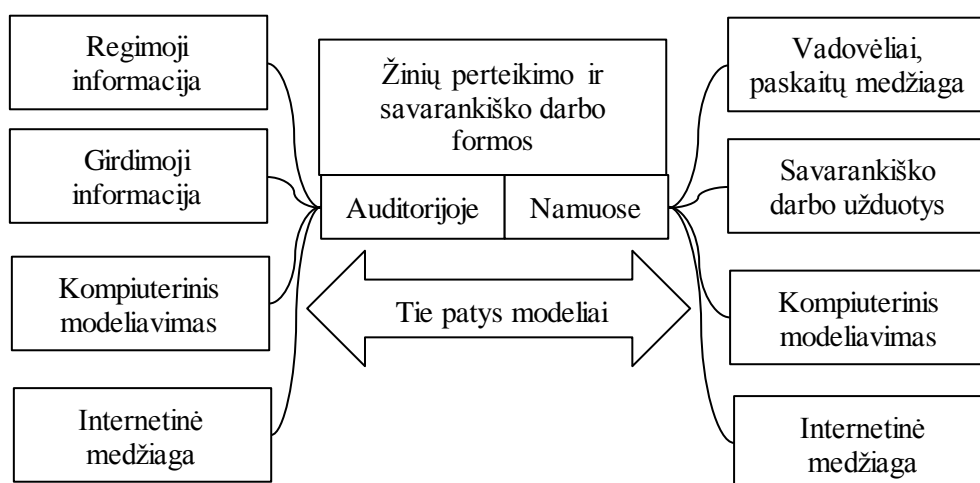 Regimoji
informacija
Girdimoji
informacija
Kompiuterinis
modeliavimas
Internetinė
medžiaga
Žinių perteikimo ir
savarankiško darbo
formos
Auditorijoje
Namuose
Tie patys modeliai
Vadovėliai,
paskaitų medžiaga
Savarankiško
darbo užduotys
Kompiuterinis
modeliavimas
Internetinė
medžiaga